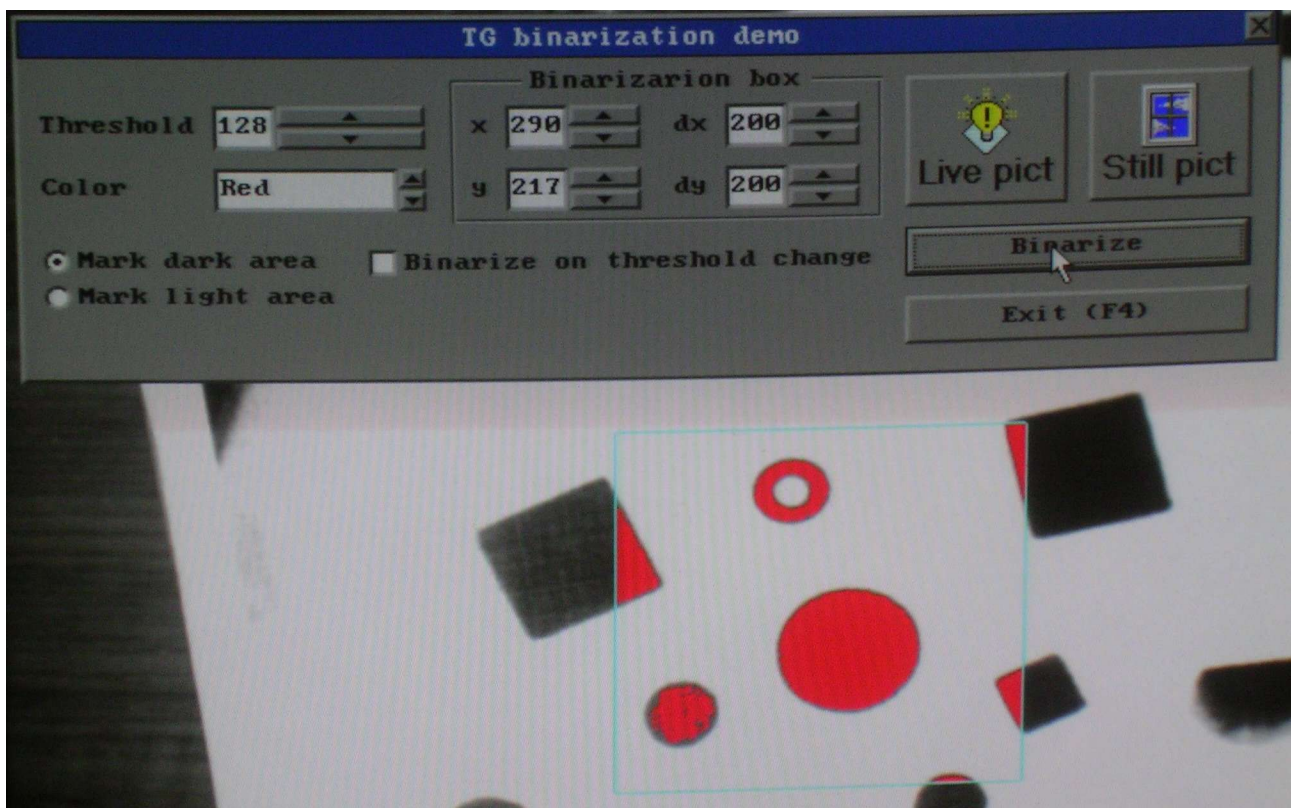 TG binarization demo
Binarizarion box
Threshold 128 x 290 dx 200
Color Red y 217 dy 200
Live pict
Still pict
Mark dark area
Binarize on threshold change
Binarize
Mark light area
Exit (F4)